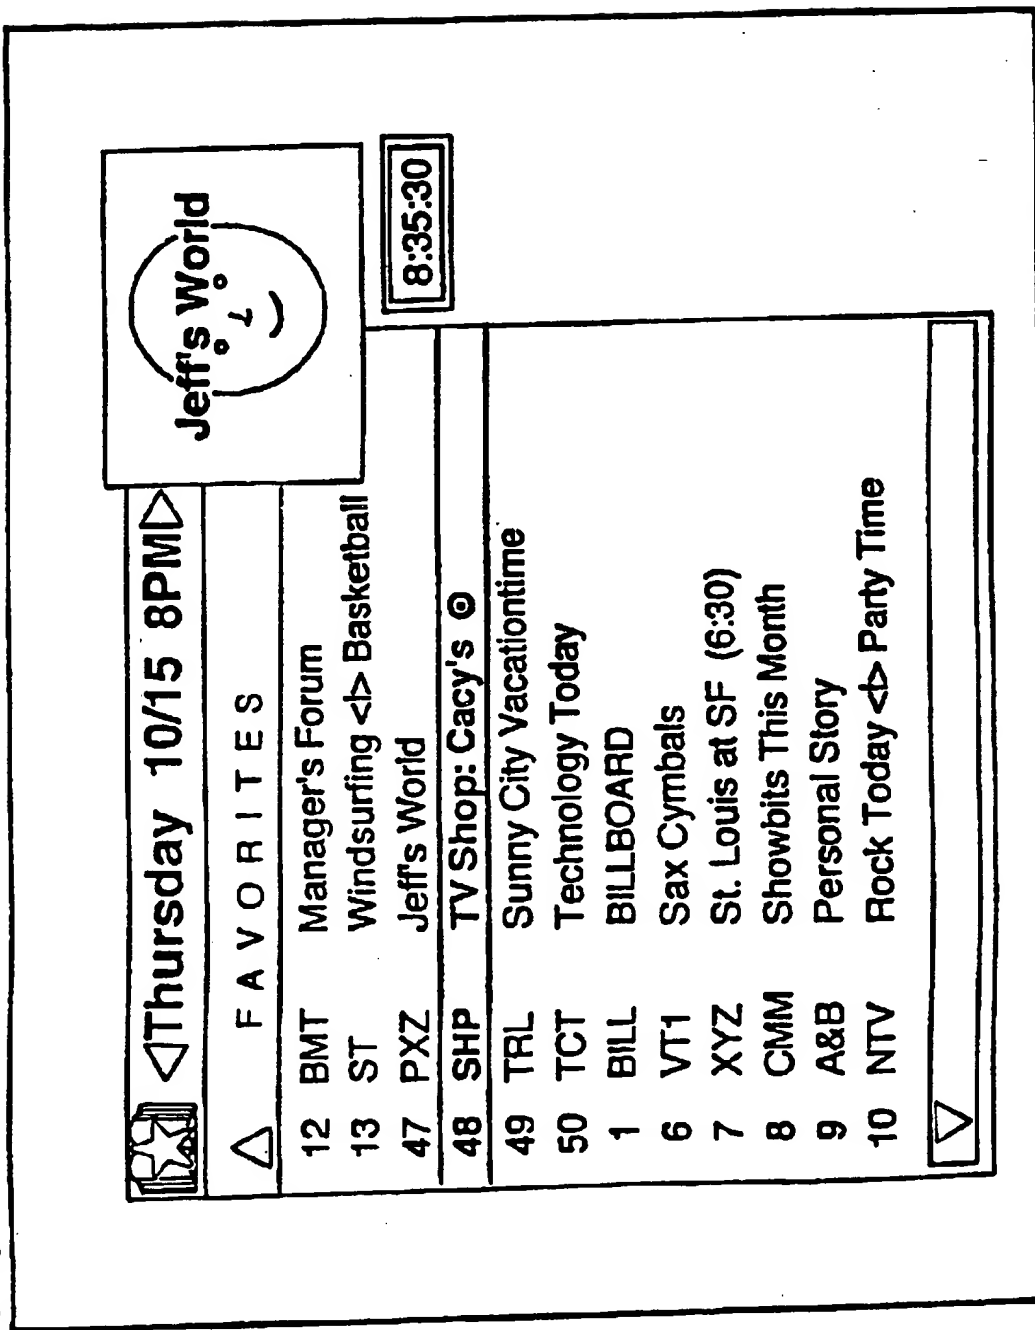 Thursday 10/15 8PM
Jeff's World
FAVORITES
8:35:30
12 BMT Manager's Forum
13 ST Windsurfing <|> Basketball
47 PXZ Jeff's World
48 SHP TV Shop: Cacy's
49 TRL Sunny City Vacationtime
50 TCT Technology Today
1 BILL BILLBOARD
6 VT1 Sax Cymbals
7 XYZ St. Louis at SF (6:30)
8 CMM Showbits This Month
9 A&B Personal Story
10 NTV Rock Today <|> Party Time